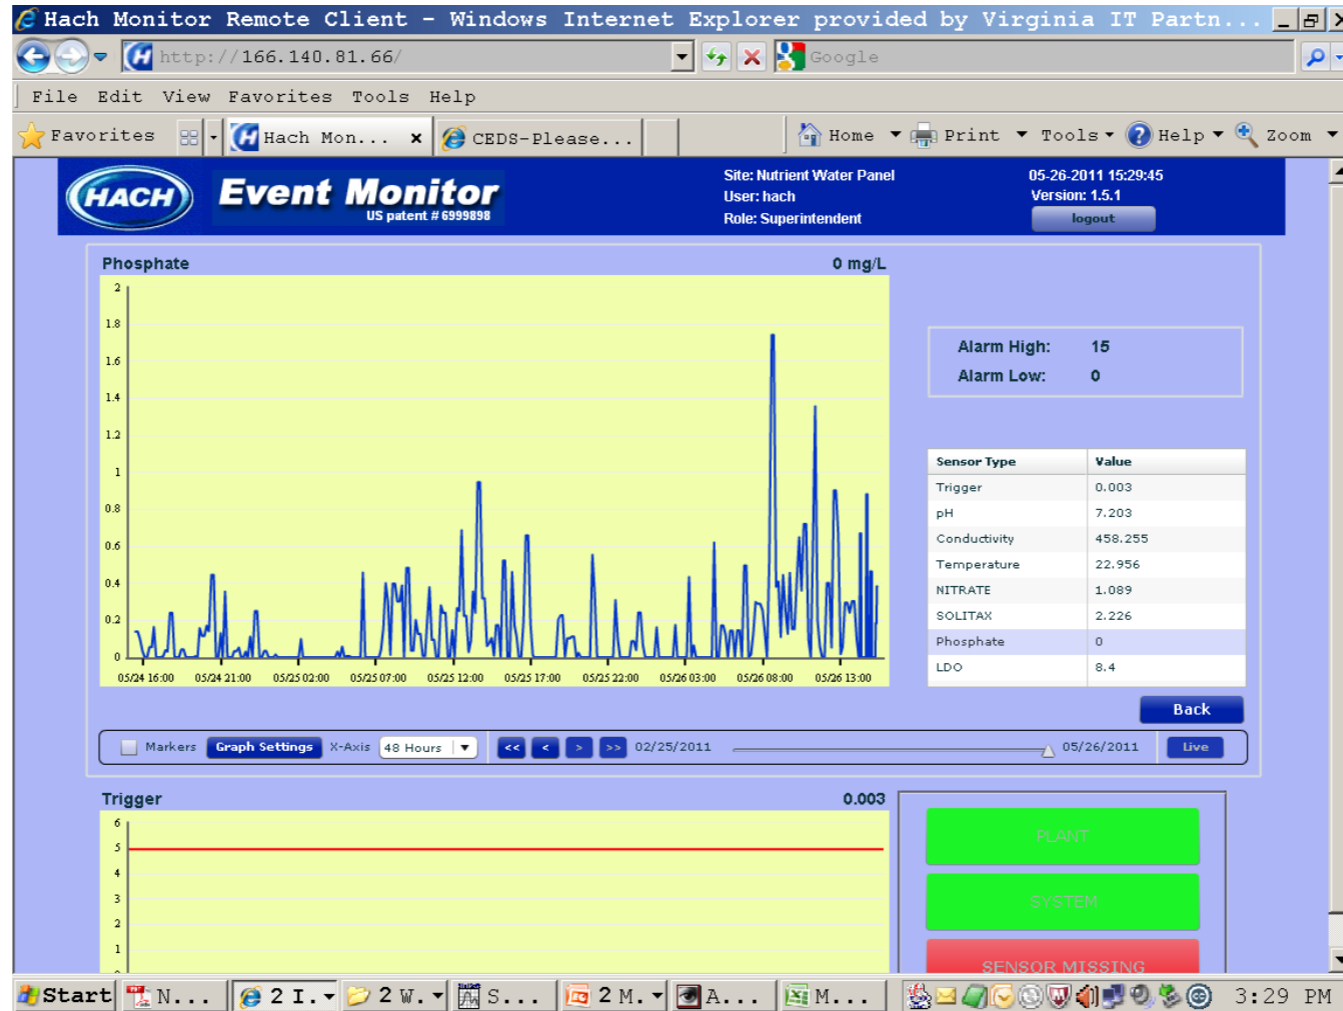 Hach Monitor Remote Client - Windows Internet Explorer provided by Virginia IT Partn...
http://166.140.81.66/
Google
File Edit View Favorites Tools Help
Favorites
Hach Mon...
CEDS-Please...
Home Print Tools Help Zoom
HACH
Event Monitor
US patent # 6999898
Site: Nutrient Water Panel
User: hach
Role: Superintendent
05-26-2011 15:29:45
Version: 1.5.1
logout
Phosphate 0 mg/L
2
1.8
1.6
1.4
1.2
1
0.8
0.6
0.4
0.2
0
05/24 16:00 05/24 21:00 05/25 02:00 05/25 07:00 05/25 12:00 05/25 17:00 05/25 22:00 05/26 03:00 05/26 08:00 05/26 13:00
Alarm High: 15
Alarm Low: 0
Sensor Type Value
Trigger 0.003
pH 7.203
Conductivity 458.255
Temperature 22.956
NITRATE 1.089
SOLITAX 2.226
Phosphate 0
LDO 8.4
Back
Markers Graph Settings X-Axis 48 Hours << < > >> 02/25/2011 05/26/2011 Live
Trigger 0.003
6
5
4
3
2
1
PLANT
SYSTEM
SENSOR MISSING
Start N... 2 I... 2 W... S... 2 M... A... M... 3:29 PM